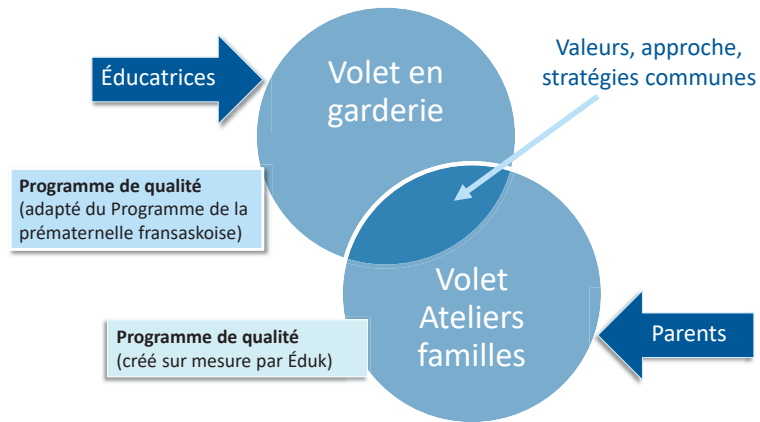 Éducatrices
Volet en
garderie
Valeurs, approche,
stratégies communes
Programme de qualité
(adapté du Programme de la
prématernelle fransaskoise)
Volet
Ateliers
familles
Programme de qualité
(créé sur mesure par Éduk)
Parents